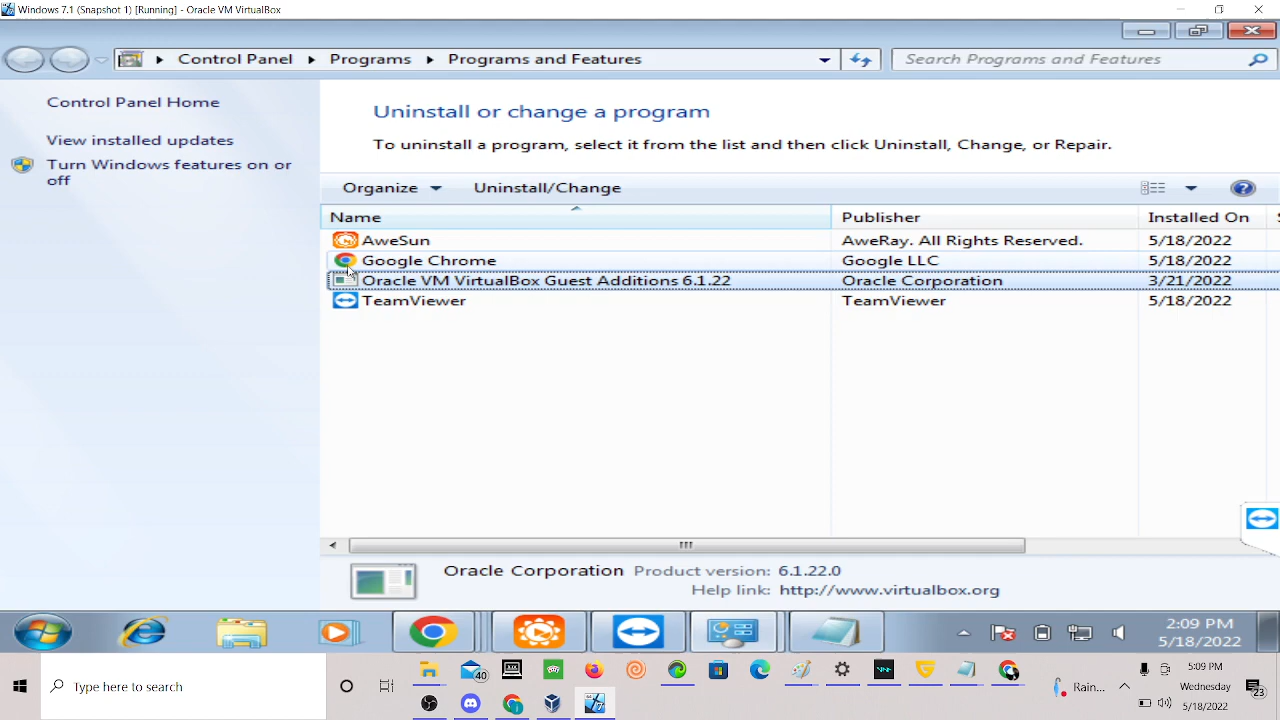 Windows 7.1 (Snapshot 1) [Running] - Oracle VM VirtualBox
Control Panel Programs Programs and Features
Search Programs and Features
Control Panel Home
View installed updates
Turn Windows features on or
off
Uninstall or change a program
To uninstall a program, select it from the list and then click Uninstall, Change, or Repair.
Organize Uninstall/Change
Name Publisher Installed On S
AweSun AweRay. All Rights Reserved. 5/18/2022
Google Chrome Google LLC 5/18/2022
Oracle VM VirtualBox Guest Additions 6.1.22 Oracle Corporation 3/21/2022
TeamViewer TeamViewer 5/18/2022
Oracle Corporation Product version: 6.1.22.0
Help link: http://www.virtualbox.org
2:09 PM
5/18/2022
Type here to search
40
Rain...
5:09 PM
Wednesday
5/18/2022
23